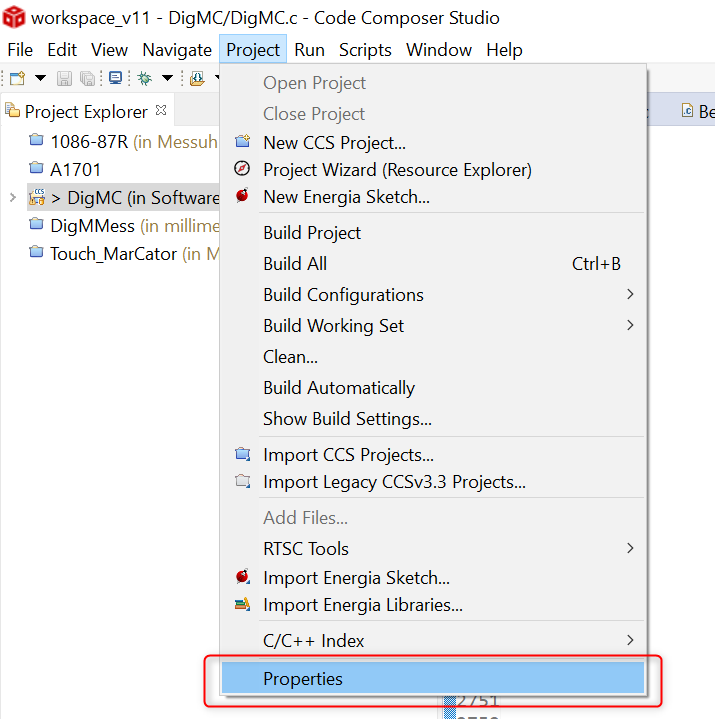 workspace_v11 - DigMC/DigMC.c - Code Composer Studio
File Edit View Navigate Project Run Scripts Window Help
Project Explorer
Be
1086-87R (in Messuh
A1701
CCS
> DigMC (in Software
DigMMess (in millime
Touch_MarCator (in M
Open Project
Close Project
New CCS Project...
Project Wizard (Resource Explorer)
New Energia Sketch...
Build Project
Build All Ctrl+B
Build Configurations
Build Working Set
Clean...
Build Automatically
Show Build Settings...
Import CCS Projects...
Import Legacy CCSv3.3 Projects...
Add Files...
RTSC Tools
Import Energia Sketch...
Import Energia Libraries...
C/C++ Index
Properties
2751